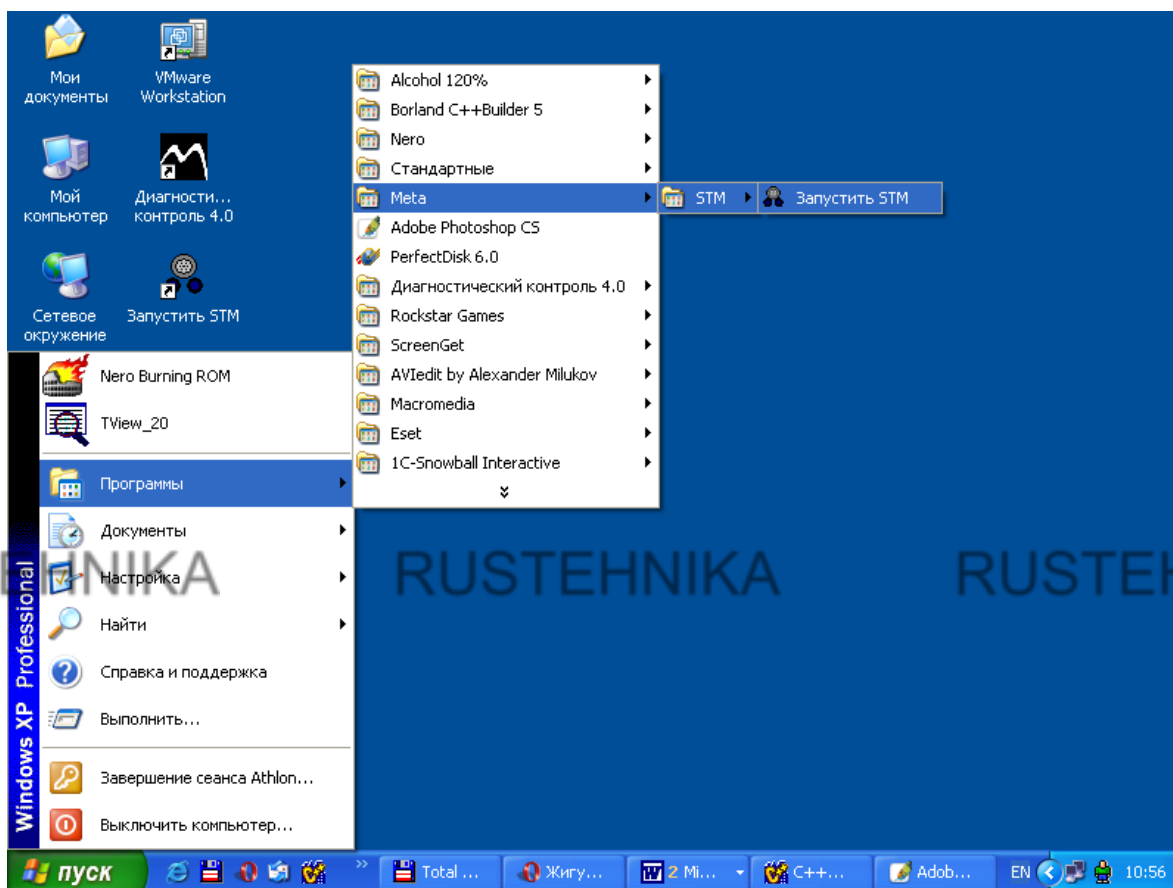 Мои
документы
VMware
Workstation
Мой
компьютер
Диагности...
контроль 4.0
Сетевое
окружение
Запустить STM
Alcohol 120%
Borland C++Builder 5
Nero
Стандартные
Meta
Adobe Photoshop CS
PerfectDisk 6.0
Диагностический контроль 4.0
Rockstar Games
ScreenGet
AVIedit by Alexander Milukov
Macromedia
Eset
1C-Snowball Interactive
STM
Запустить STM
Nero Burning ROM
TView_20
Программы
Документы
Настройка
Найти
Справка и поддержка
Выполнить...
Завершение сеанса Athlon...
Выключить компьютер...
Windows XP Professional
EHNIKA
RUSTEHNIKA
RUSTEH
пуск
Total ...
Жигу...
2 Mi...
C++...
Adob...
EN
10:56